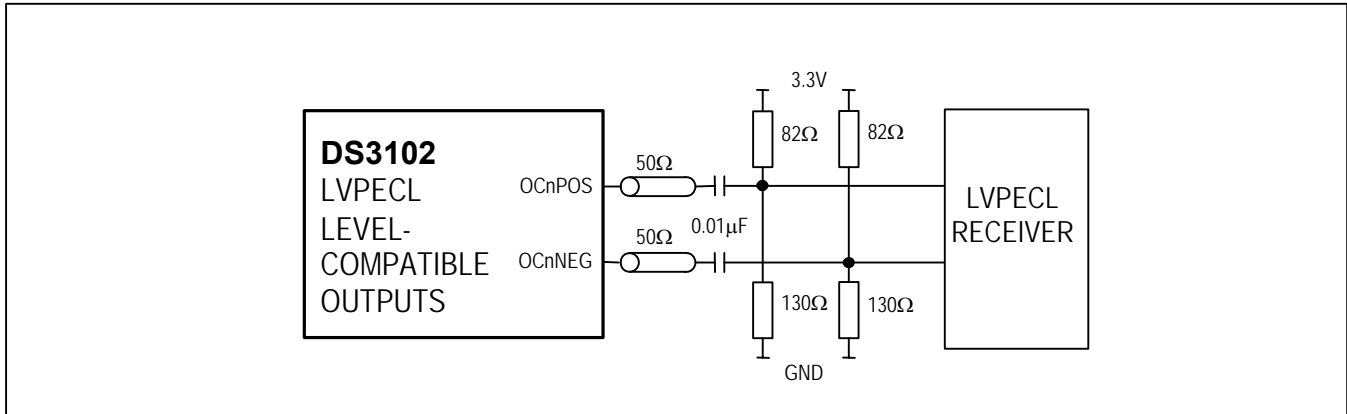 3.3V
82Ω
82Ω
DS3102
LVPECL
LEVEL-
COMPATIBLE
OUTPUTS
OCnPOS
50Ω
0.01µF
OCnNEG
50Ω
LVPECL
RECEIVER
130Ω
130Ω
GND